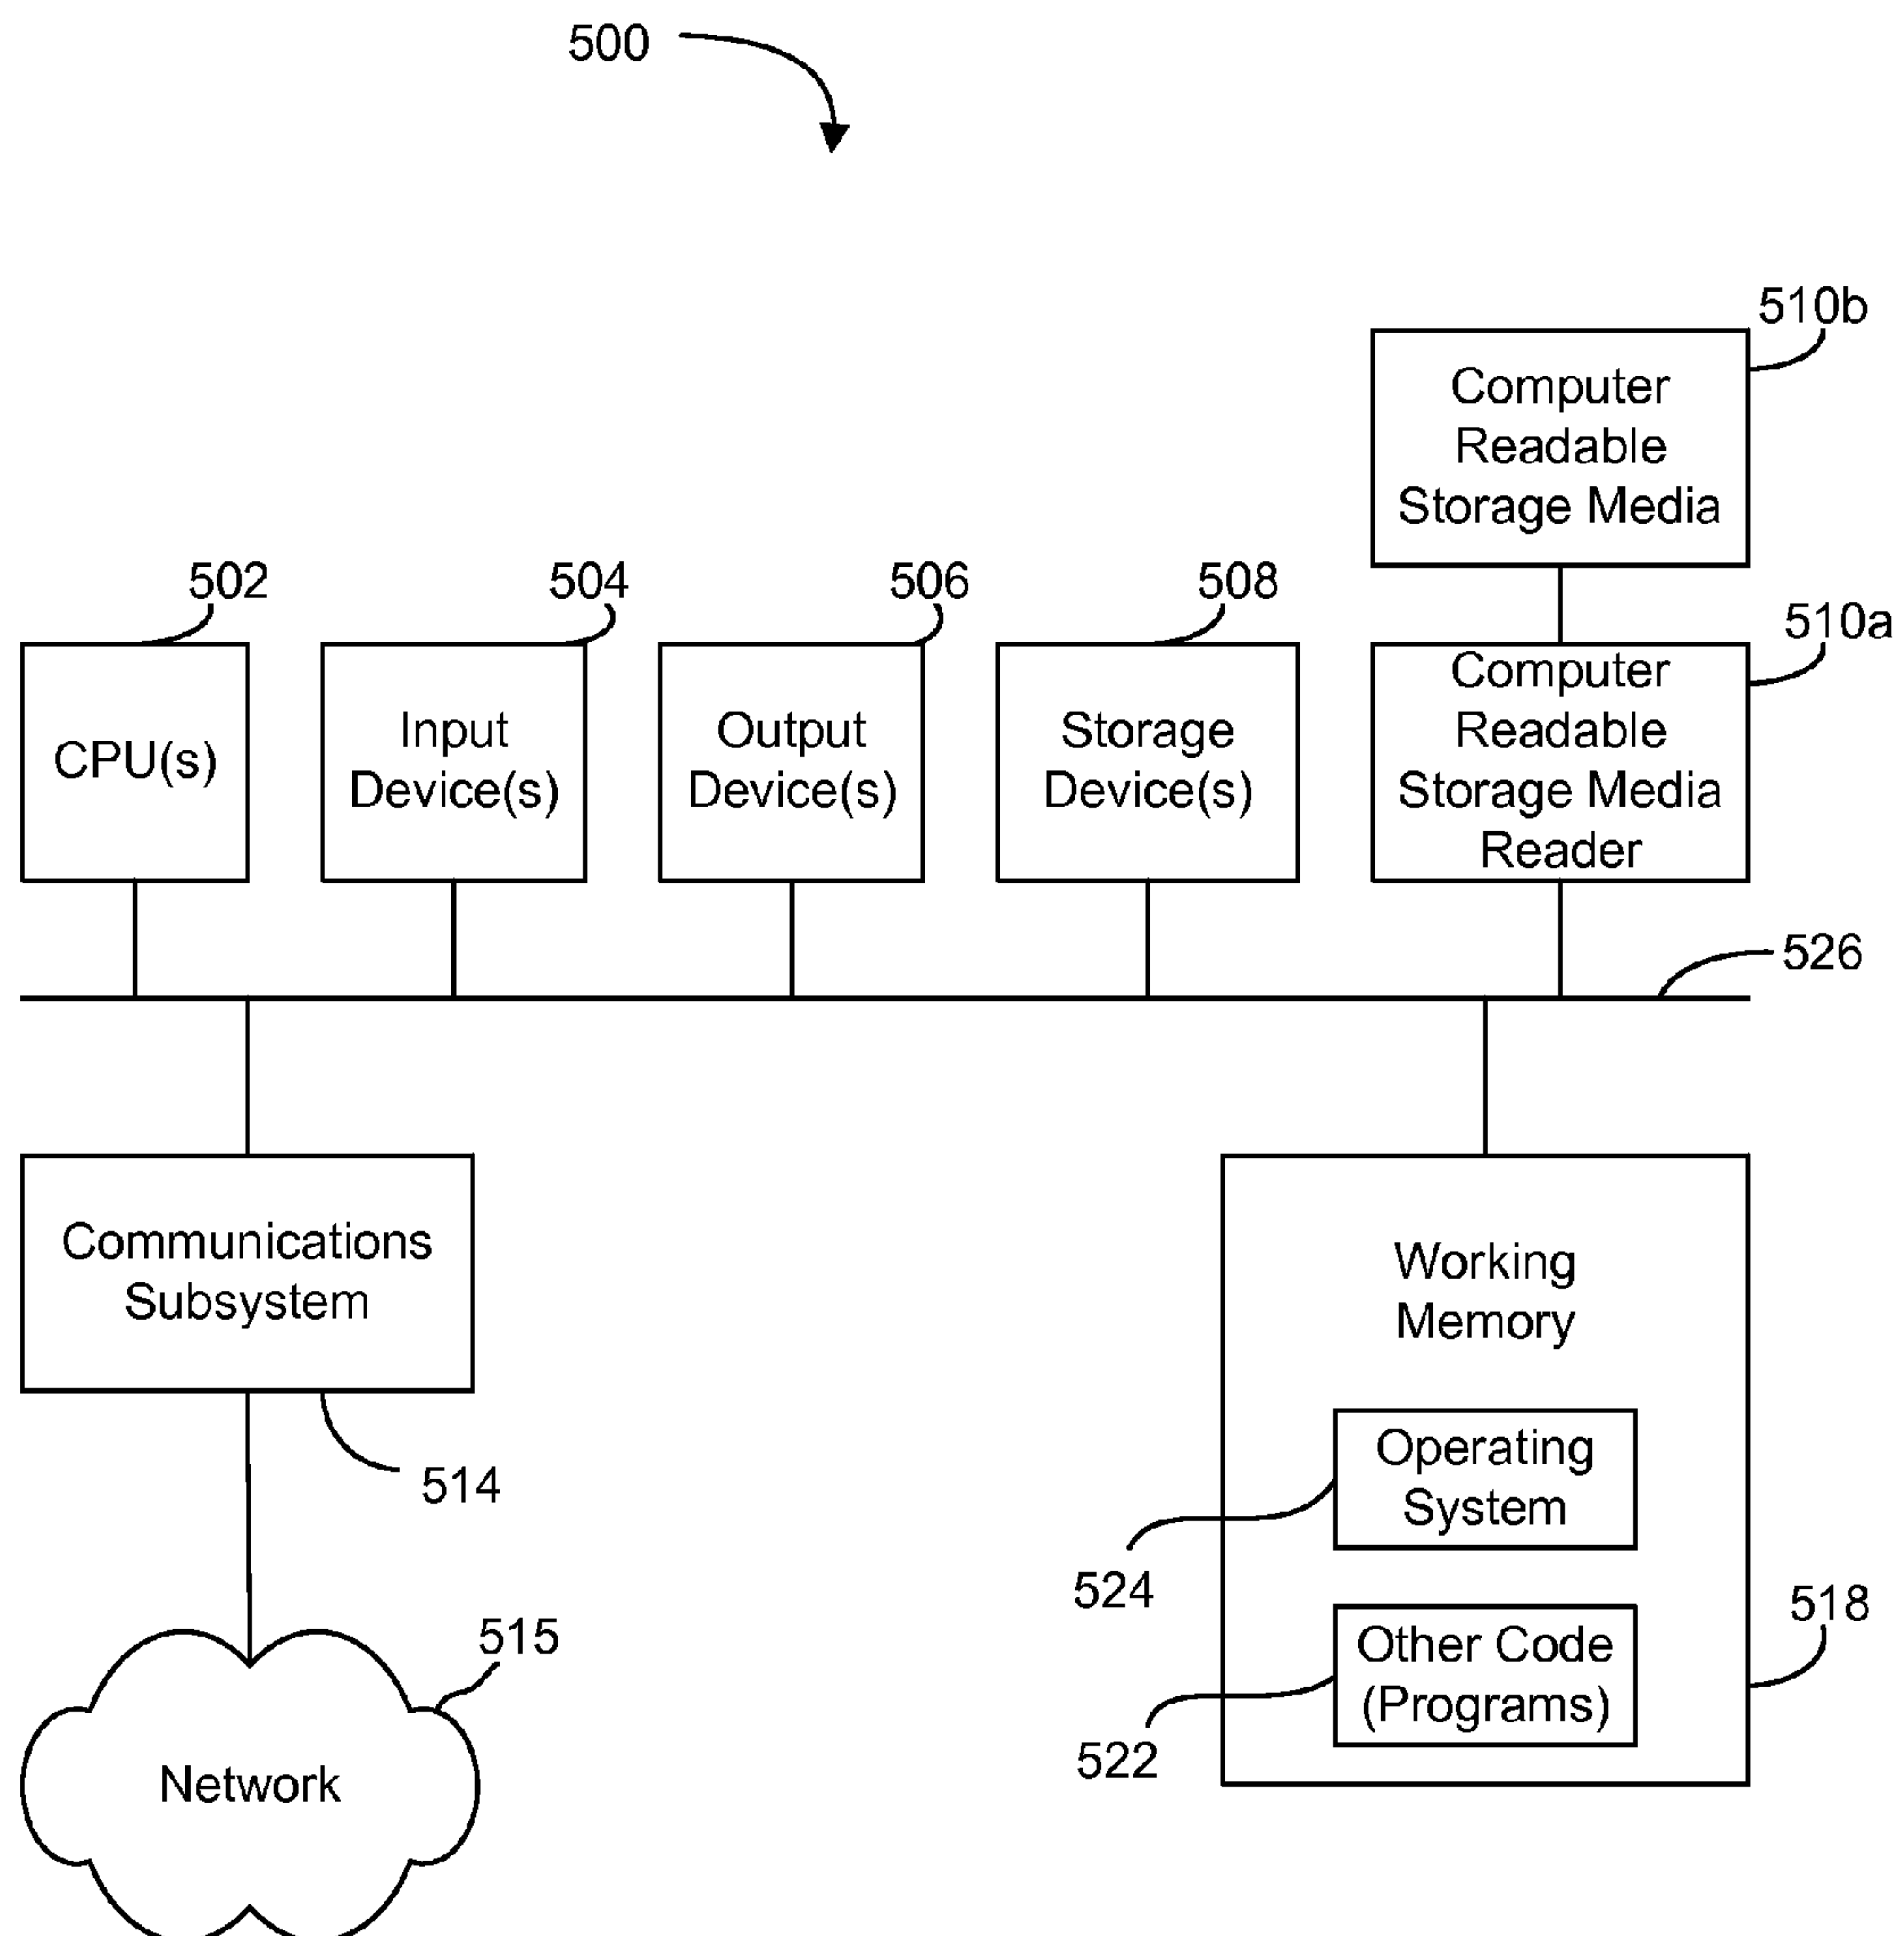 500
510b
Computer
Readable
Storage Media
502
504
506
508
510a
CPU(s)
Input
Device(s)
Output
Device(s)
Storage
Device(s)
Computer
Readable
Storage Media
Reader
526
Communications
Subsystem
514
Working
Memory
Operating
System
524
Other Code
(Programs)
522
518
515
Network